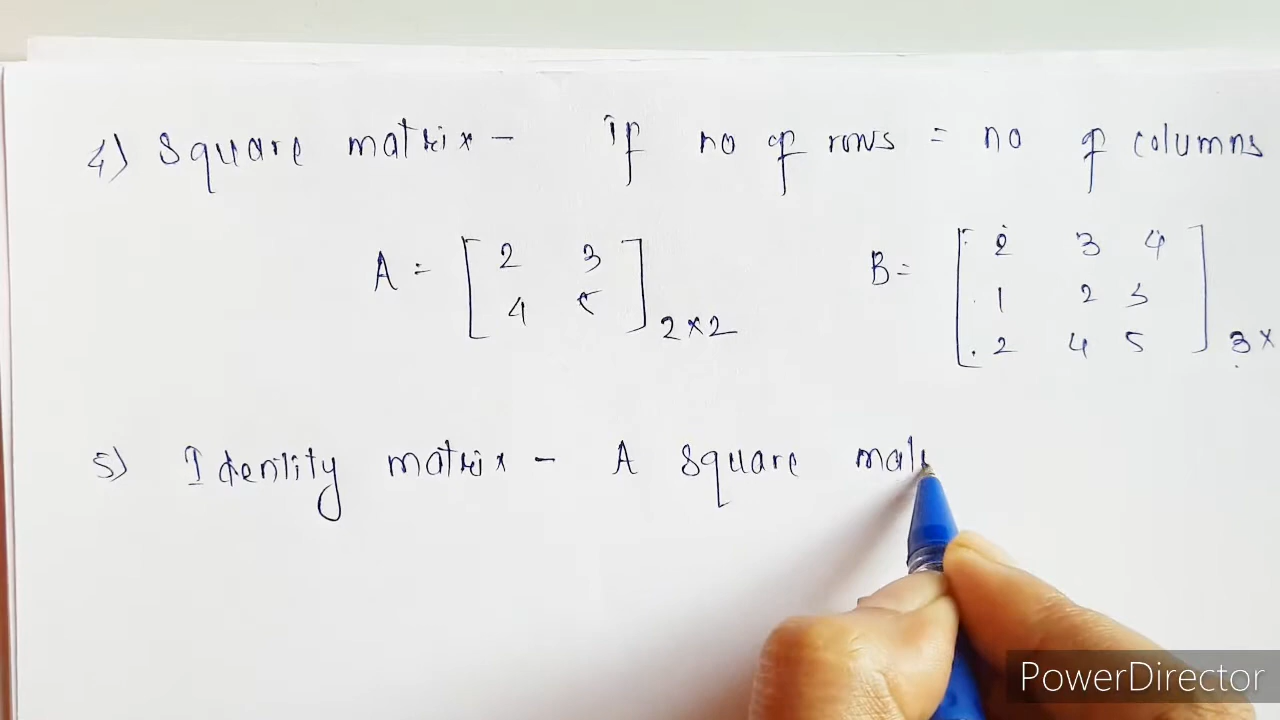 4) Square matrix - If no of rows = no of columns
A = [ 2 3
4 5 ] 2×2
B = [ 2 3 4
1 2 3
2 4 5 ] 3×
5) Identity matrix - A square mat
PowerDirector